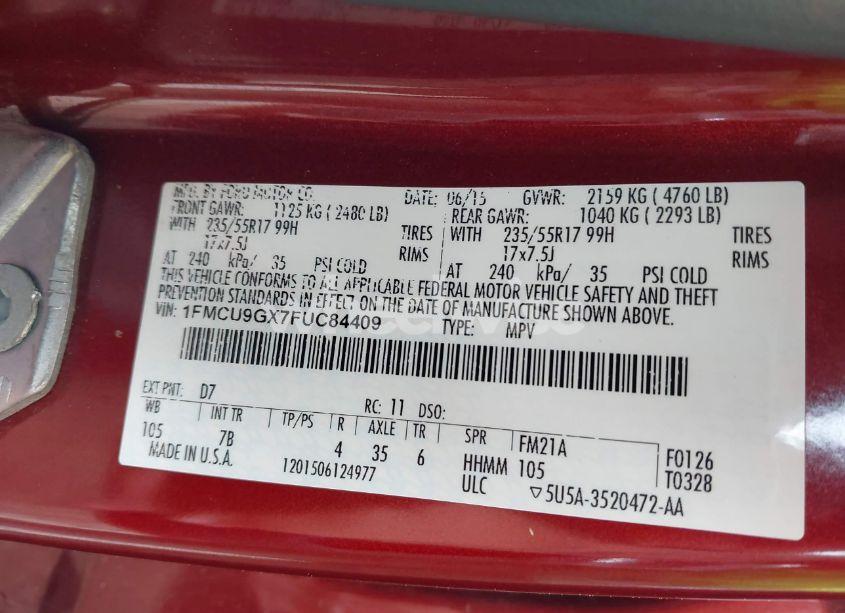 MFG. BY FORD MOTOR CO. DATE: 06/15 GVWR: 2159 KG ( 4760 LB)
FRONT GAWR: 1125 KG ( 2480 LB) REAR GAWR: 1040 KG ( 2293 LB)
WITH 235/55R17 99H TIRES WITH 235/55R17 99H TIRES
17x7.5J RIMS 17x7.5J RIMS
AT 240 kPa/ 35 PSI COLD AT 240 kPa/ 35 PSI COLD
THIS VEHICLE CONFORMS TO ALL APPLICABLE FEDERAL MOTOR VEHICLE SAFETY AND THEFT
PREVENTION STANDARDS IN EFFECT ON THE DATE OF MANUFACTURE SHOWN ABOVE.
VIN: 1FMCU9GX7FUC84409 TYPE: MPV
EXT PNT: D7 RC: 11 DSO:
WB INT TR TP/PS R AXLE TR SPR FM21A F0126
105 7B 4 35 6 HHMM 105 T0328
MADE IN U.S.A. 1201506124977 ULC ▽5U5A-3520472-AA